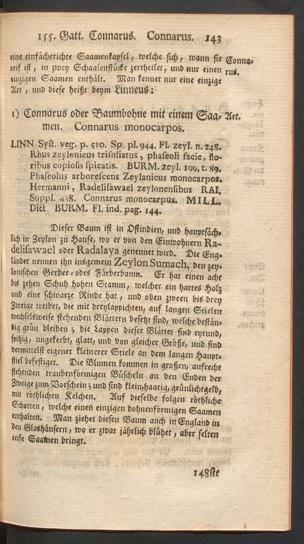 155. Gatt. Connarus. Connarus. 143
eine einfächerichte Saamenkapsel, welche sich, wann sie Conna-
reif ist, in zwey Schaalenstücke zertheilet, und nur einen rus.
einzigen Saamen enthält. Man kennet nur eine einzige
Art, und diese heißt beym Linneus:
1) Connarus oder Baumbohne mit einem Saa- Art.
men. Connarus monocarpos.
LINN Syst. veg. p. 510. Sp. pl. 944. Fl. zeyl. n. 248.
Rhus zeylonicus trifoliatus, phaseoli facie, flo-
ribus copiosis spicatis. BURM. zeyl. 199. t. 89.
Phaseolus arborescens Zeylanicus monocarpos.
Hermanni, Radelisawel zeylonensibus RAI.
Suppl. 438. Connarus monocarpus. MILL.
Dict BURM. Fl. ind. pag. 144.
Dieser Baum ist in Ostindien, und hauptsäch-
lich in Zeylon zu Hause, wo er von den Einwohnern Ra-
delisawel oder Radalaya genennet wird. Die Eng-
länder nennen ihn insgemein Zeylon Sumach, den zey-
lonischen Gerber- oder Färberbaum. Er hat einen acht
bis zehen Schuh hohen Stamm, welcher ein hartes Holz
und eine schwarze Rinde hat, und oben zween bis drey
Zweige treibet, die mit dreylappichten, auf langen Stielen
wechselsweise stehenden Blättern besetzt sind, welche bestän-
dig grün bleiben; die Lappen dieser Blätter sind eyrund,
spitzig, ungekerbt, glatt, und von gleicher Größe, und sind
vermittelst eigener kleinerer Stiele an dem langen Haupt-
stiel befestiget. Die Blumen kommen in großen, aufrecht
stehenden traubenförmigen Büscheln an den Enden der
Zweige zum Vorschein; und sind klein, haarig, grünlichgelb,
mit röthlichen Kelchen. Auf dieselbe folgen röthliche
Schotten, welche einen einzigen bohnenförmigen Saamen
enthalten. Man ziehet diesen Baum auch in England in
den Glashäusern, wo er zwar jährlich blühet, aber selten
reife Saamen bringt.
148ste